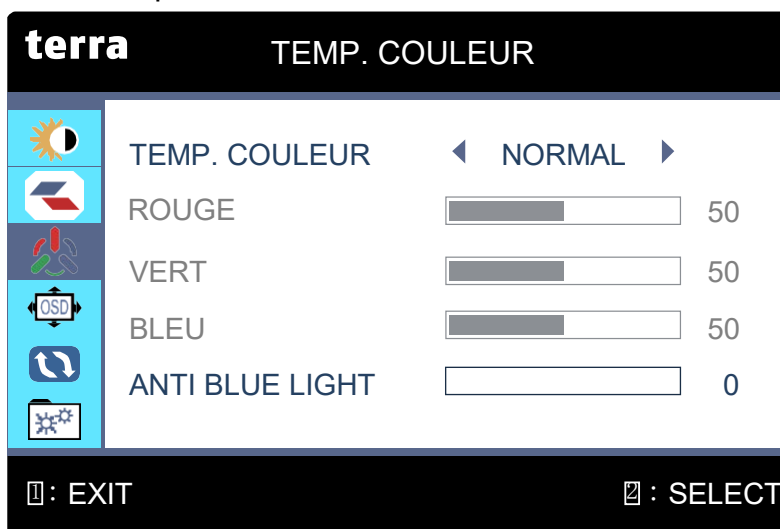 terra TEMP. COULEUR
TEMP. COULEUR NORMAL
ROUGE 50
VERT 50
OSD
BLEU 50
ANTI BLUE LIGHT 0
1: EXIT 2: SELECT